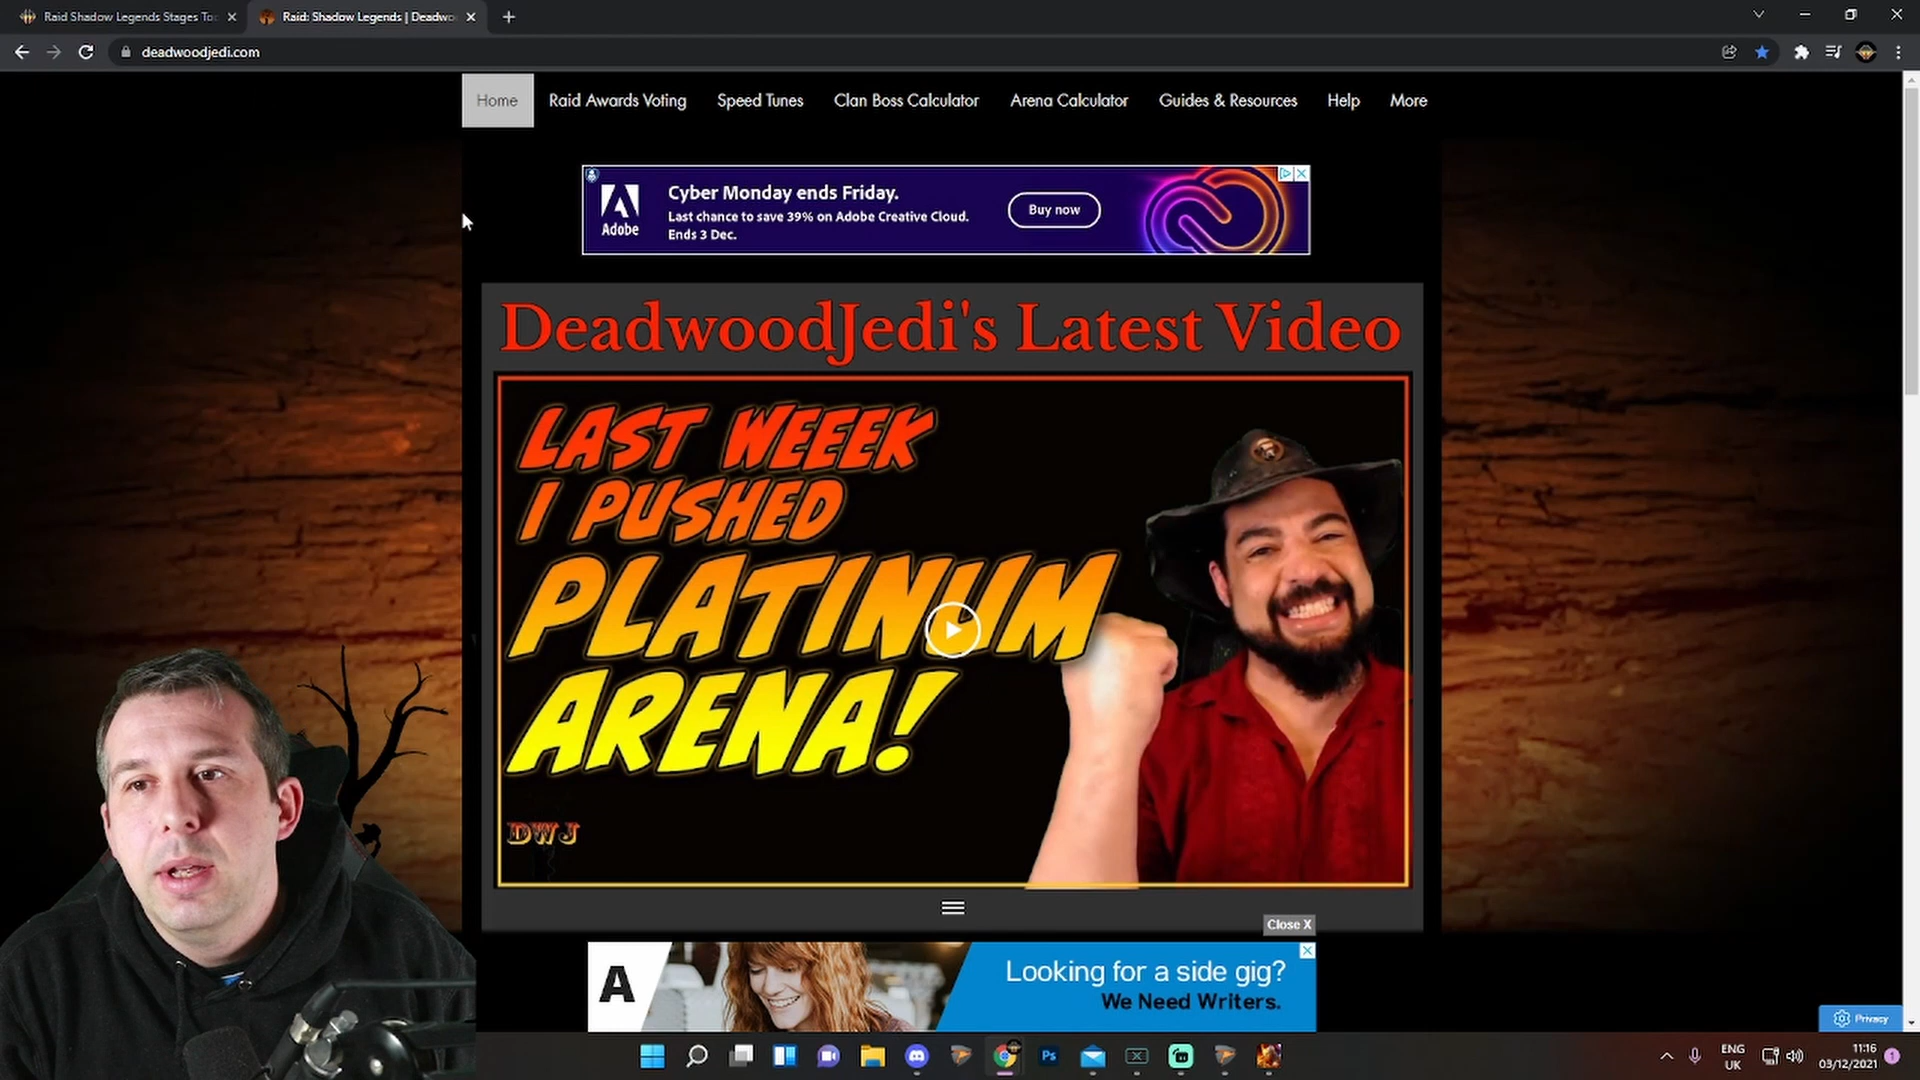 Raid Shadow Legends Stages Too
Raid: Shadow Legends | Deadwo
deadwoodjedi.com
Home
Raid Awards Voting
Speed Tunes
Clan Boss Calculator
Arena Calculator
Guides & Resources
Help
More
Adobe
Cyber Monday ends Friday.
Last chance to save 39% on Adobe Creative Cloud.
Ends 3 Dec.
Buy now
DeadwoodJedi's Latest Video
LAST WEEEK
I PUSHED
PLATINUM
ARENA!
DWJ
Close X
A
Looking for a side gig?
We Need Writers.
Privacy
Ps
ENG
UK
11:16
03/12/2021
1